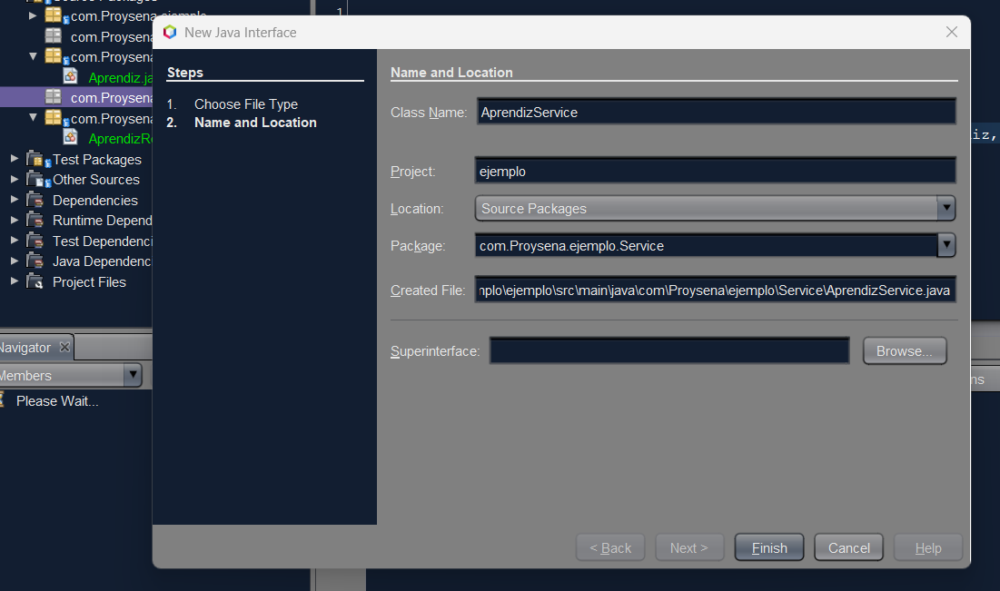 1
com.Proysena.ejemplo
com.Proysena
com.Proysena
Aprendiz.ja
com.Proysena
com.Proysena
AprendizRe
Test Packages
Other Sources
Dependencies
Runtime Depend
Test Dependenci
Java Dependenc
Project Files
Navigator
Members
Please Wait...
New Java Interface
Steps
1. Choose File Type
2. Name and Location
Name and Location
Class Name: AprendizService
Project: ejemplo
Location: Source Packages
Package: com.Proysena.ejemplo.Service
Created File: nplo\ejemplo\src\main\java\com\Proysena\ejemplo\Service\AprendizService.java
Superinterface: Browse...
< Back Next > Finish Cancel Help
iz,
ns